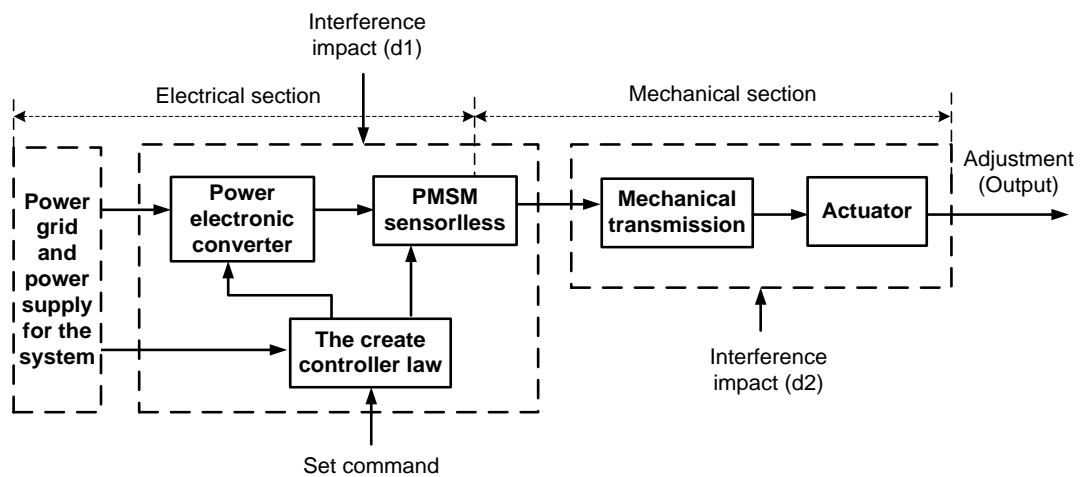 Interference
impact (d1)
Electrical section
Mechanical section
Power
grid and
power
supply
for the
system
Power
electronic
converter
PMSM
sensorlless
Mechanical
transmission
Actuator
Adjustment
(Output)
The create
controller law
Interference
impact (d2)
Set command